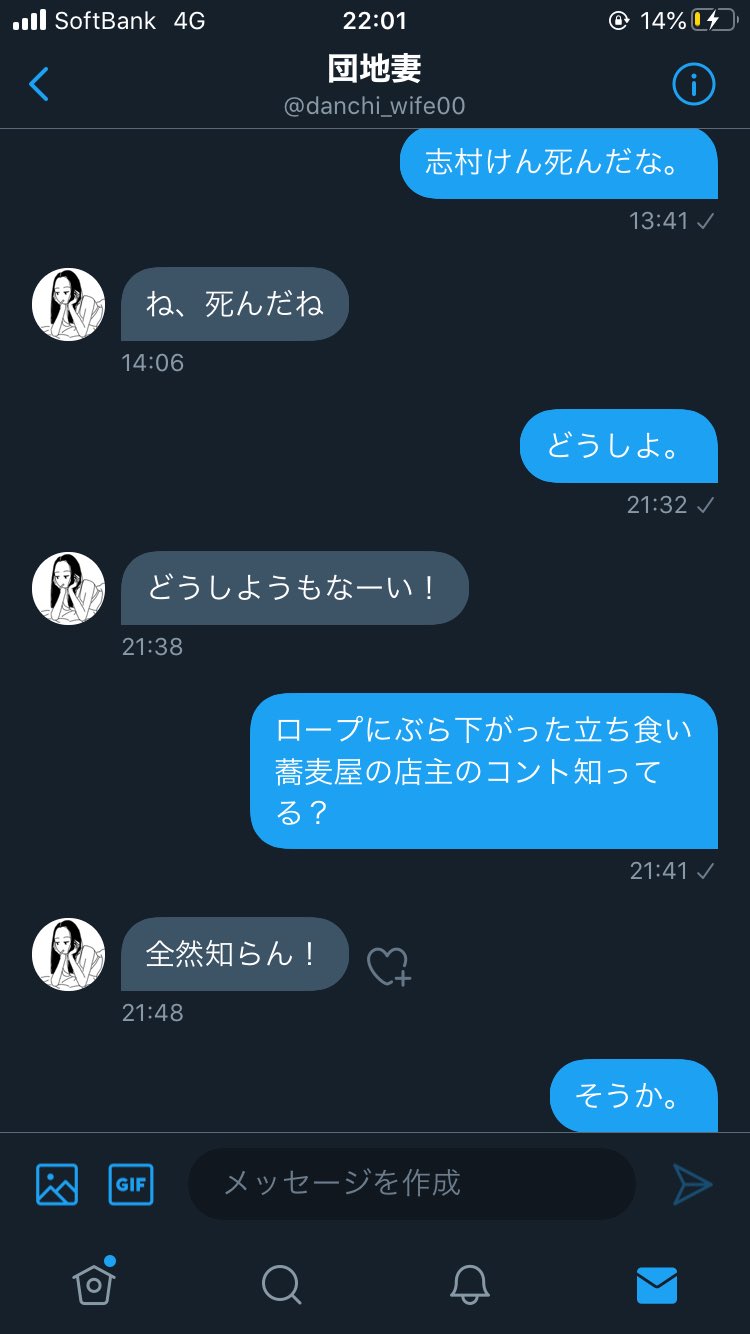 SoftBank 4G 22:01 14%
団地妻
@danchi_wife00
志村けん死んだな。
13:41
ね、死んだね
14:06
どうしよ。
21:32
どうしようもなーい！
21:38
ロープにぶら下がった立ち食い
蕎麦屋の店主のコント知って
る？
21:41
全然知らん！
21:48
そうか。
GIF メッセージを作成